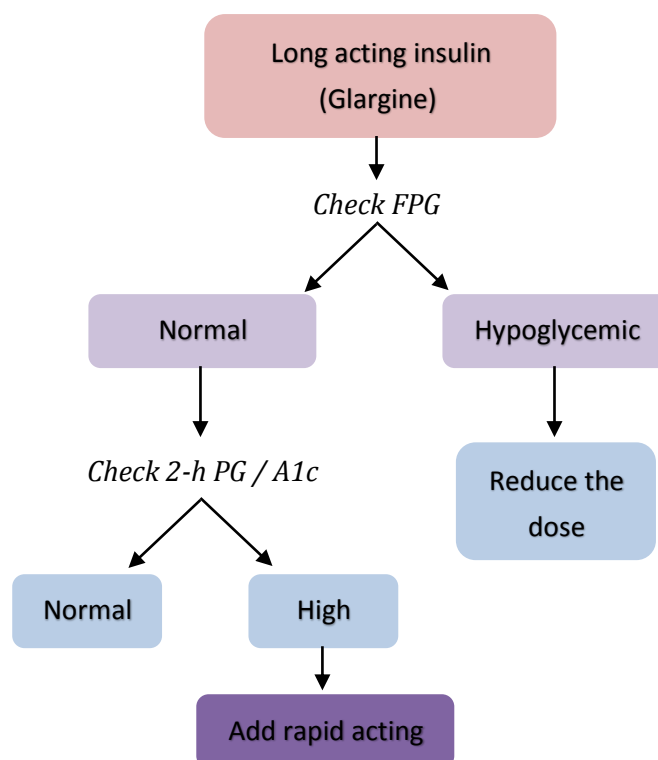 Long acting insulin
(Glargine)
Check FPG
Normal
Hypoglycemic
Check 2-h PG / A1c
Reduce the
dose
Normal
High
Add rapid acting